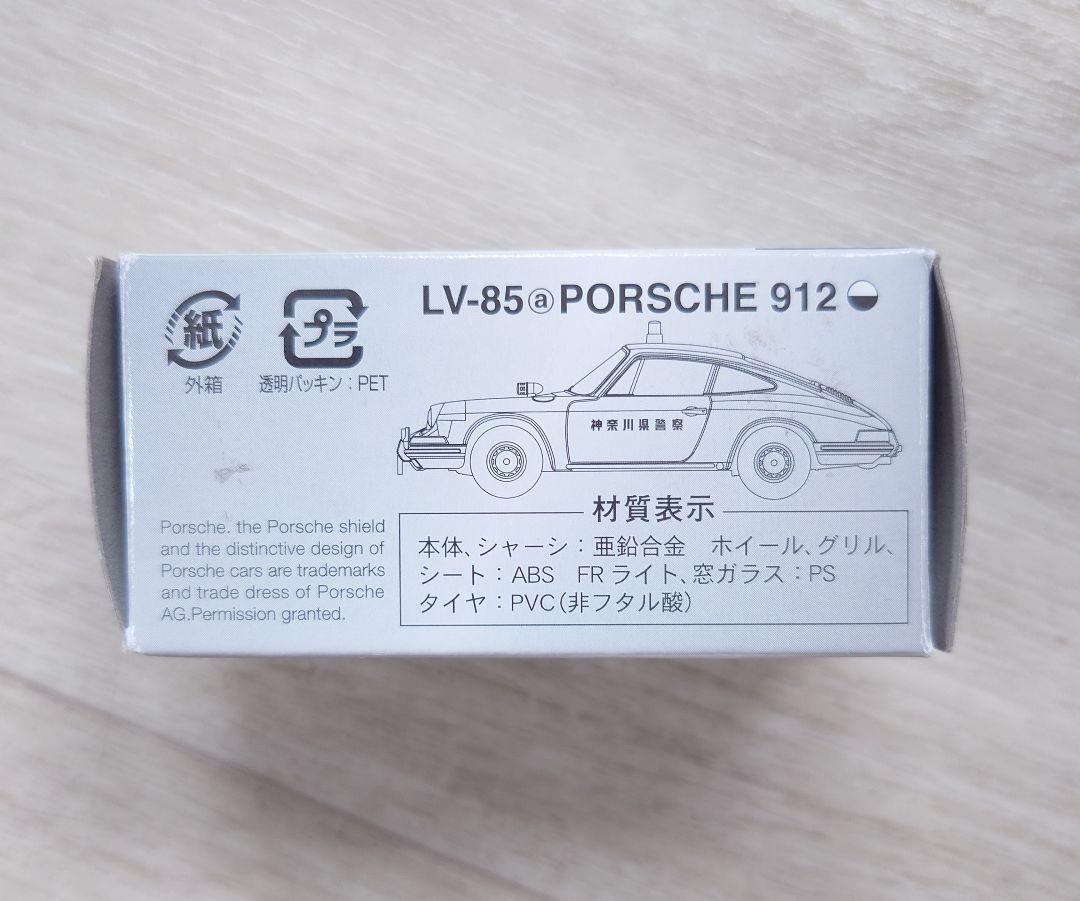 LV-85ⓐPORSCHE 912
紙
外箱
プラ
透明パッキン：PET
神奈川県警察
Porsche. the Porsche shield
and the distinctive design of
Porsche cars are trademarks
and trade dress of Porsche
AG.Permission granted.
材質表示
本体、シャーシ：亜鉛合金　ホイール、グリル、
シート：ABS　FRライト、窓ガラス：PS
タイヤ：PVC（非フタル酸）